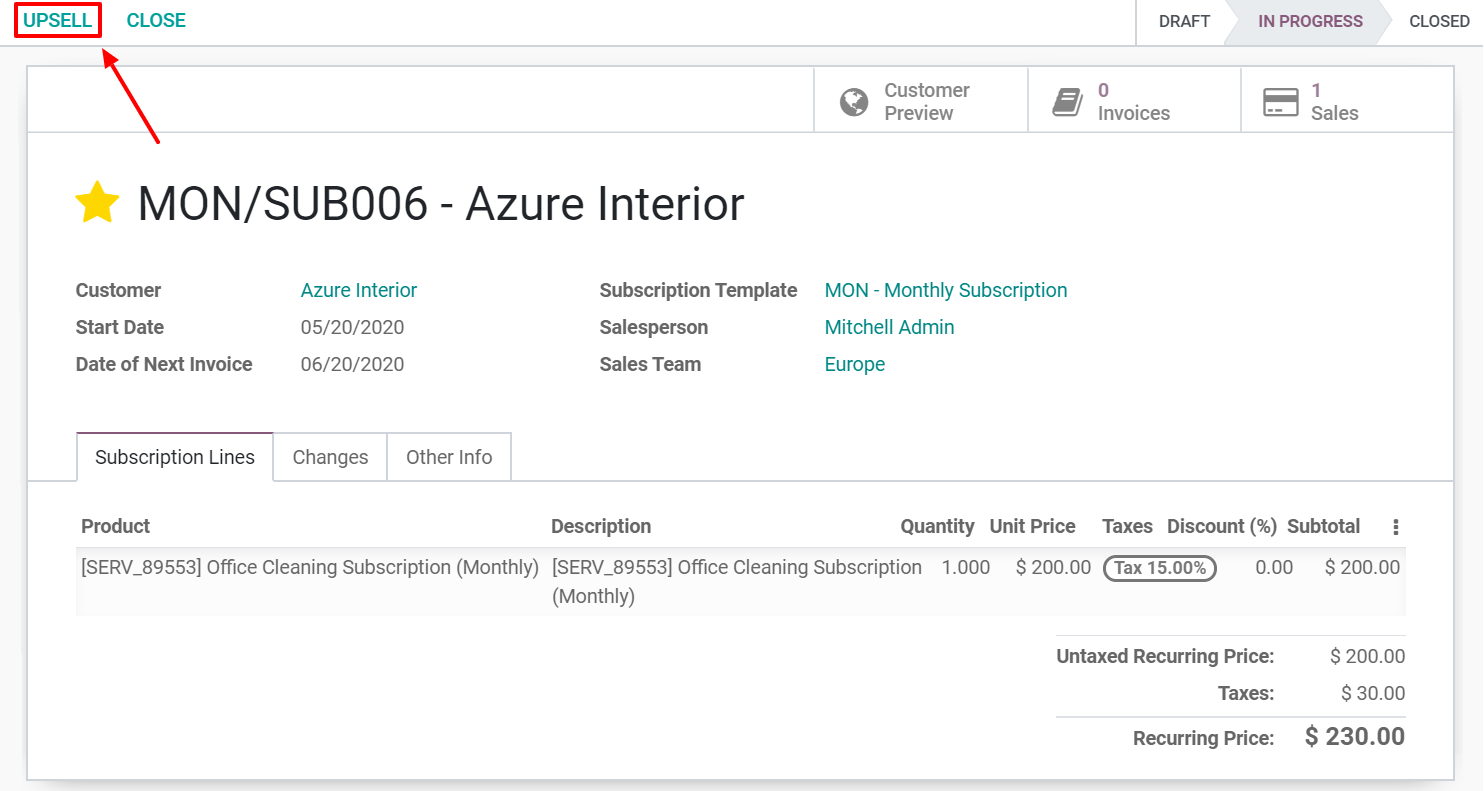 UPSELL CLOSE DRAFT IN PROGRESS CLOSED
Customer Preview
0 Invoices
1 Sales
MON/SUB006 - Azure Interior
Customer Azure Interior Subscription Template MON - Monthly Subscription
Start Date 05/20/2020 Salesperson Mitchell Admin
Date of Next Invoice 06/20/2020 Sales Team Europe
Subscription Lines Changes Other Info
Product Description Quantity Unit Price Taxes Discount (%) Subtotal
[SERV_89553] Office Cleaning Subscription (Monthly) [SERV_89553] Office Cleaning Subscription 1.000 $ 200.00 Tax 15.00% 0.00 $ 200.00
(Monthly)
Untaxed Recurring Price: $ 200.00
Taxes: $ 30.00
Recurring Price: $ 230.00